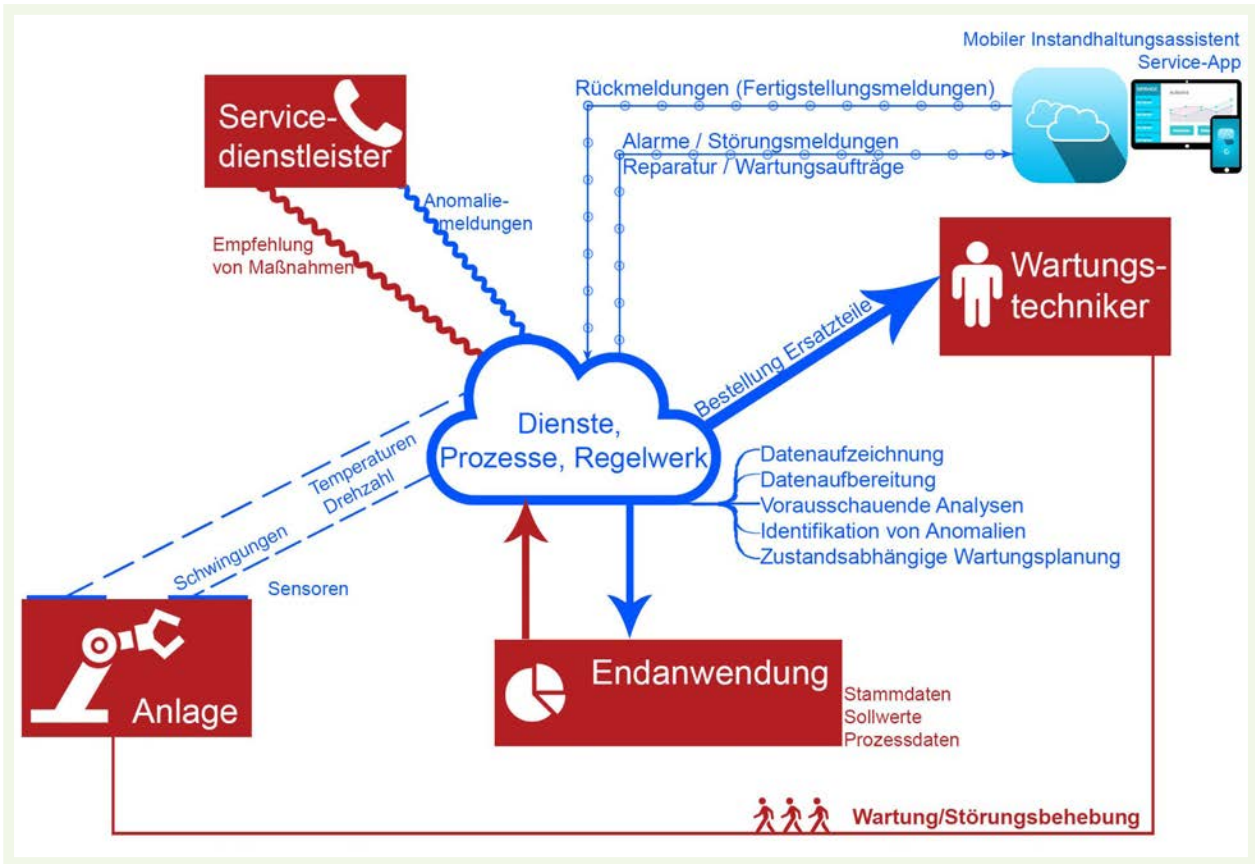 Mobiler Instandhaltungsassistent
Service-App
Rückmeldungen (Fertigstellungsmeldungen)
Alarme / Störungsmeldungen
Reparatur / Wartungsaufträge
Service-
dienstleister
Anomalie-
meldungen
Empfehlung
von Maßnahmen
Wartungs-
techniker
Bestellung Ersatzteile
Dienste,
Prozesse, Regelwerk
Datenaufzeichnung
Datenaufbereitung
Vorausschauende Analysen
Identifikation von Anomalien
Zustandsabhängige Wartungsplanung
Temperaturen
Drehzahl
Schwingungen
Sensoren
Anlage
Endanwendung
Stammdaten
Sollwerte
Prozessdaten
Wartung/Störungsbehebung